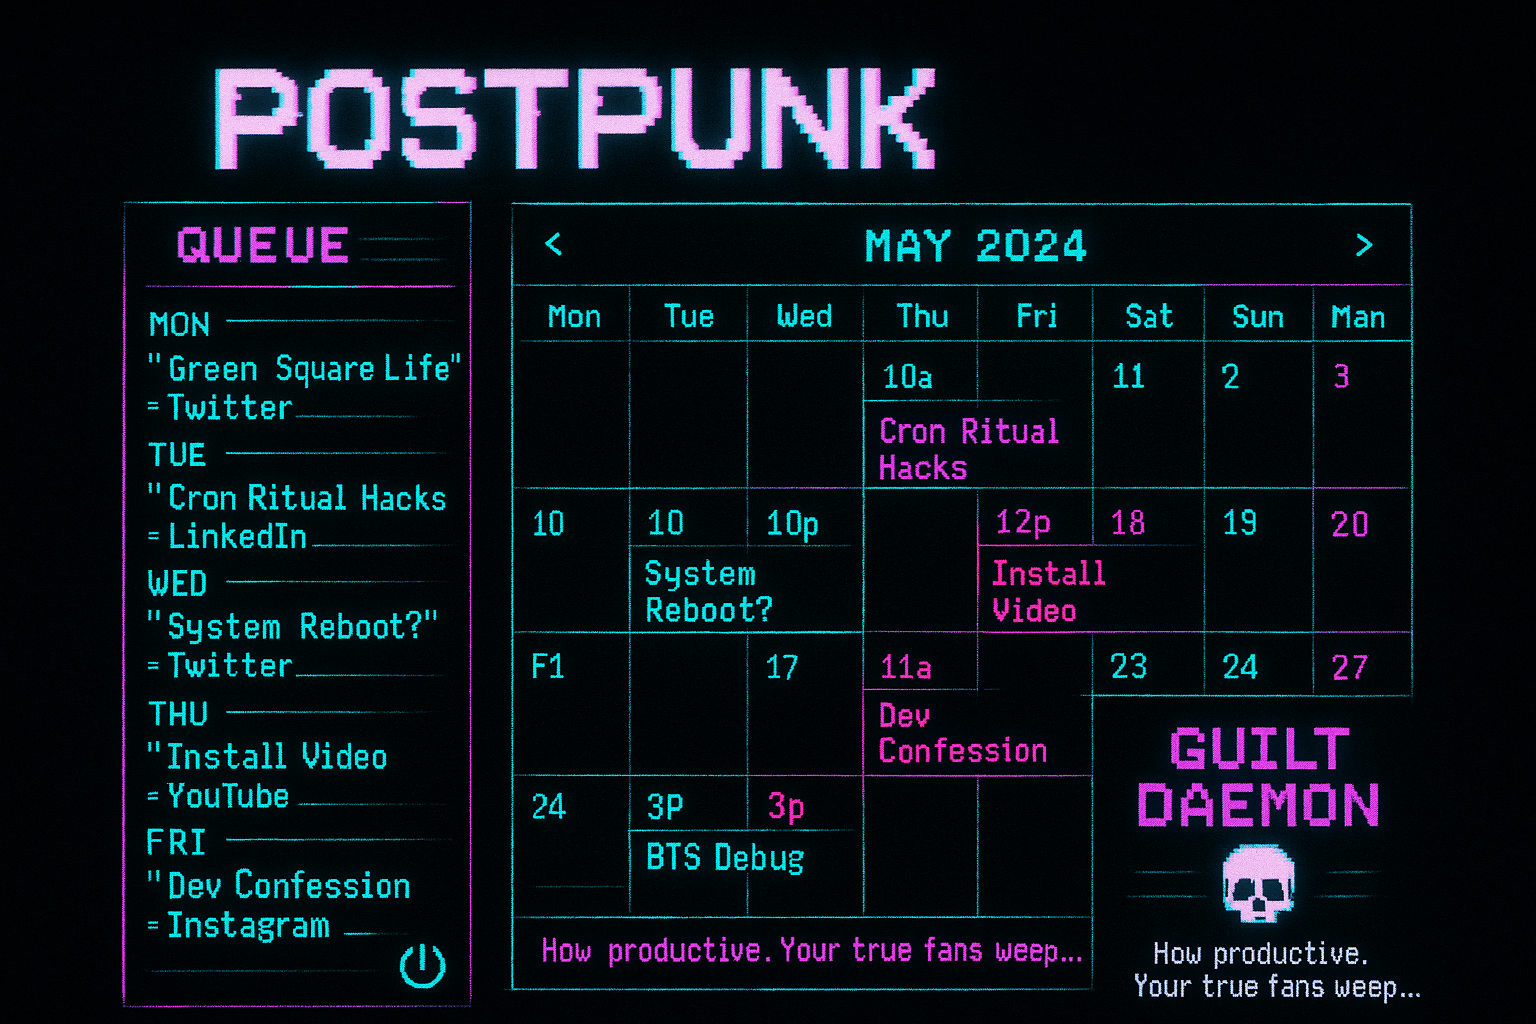 POSTPUNK
QUEUE
MON
"Green Square Life"
=Twitter
TUE
"Cron Ritual Hacks
=LinkedIn
WED
"System Reboot?"
=Twitter
THU
"Install Video
=YouTube
FRI
"Dev Confession
=Instagram
< MAY 2024 >
Mon Tue Wed Thu Fri Sat Sun Man
10a 11 2 3
Cron Ritual
Hacks
10 10 10p 12p 18 19 20
System
Reboot?
Install
Video
F1 17 11a 23 24 27
Dev
Confession
24 3P 3p
BTS Debug
How productive. Your true fans weep...
GUILT
DAEMON
How productive.
Your true fans weep...